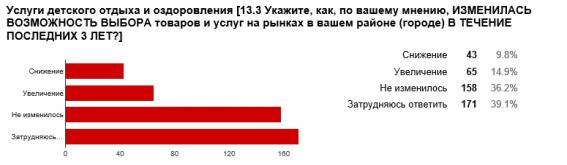 Услуги детского отдыха и оздоровления [13.3 Укажите, как, по вашему мнению, ИЗМЕНИЛАСЬ
ВОЗМОЖНОСТЬ ВЫБОРА товаров и услуг на рынках в вашем районе (городе) В ТЕЧЕНИЕ
ПОСЛЕДНИХ 3 ЛЕТ?]
Снижение
Увеличение
Не изменилось
Затрудняюсь...
0 40 80 120 160
Снижение 43 9.8%
Увеличение 65 14.9%
Не изменилось 158 36.2%
Затрудняюсь ответить 171 39.1%